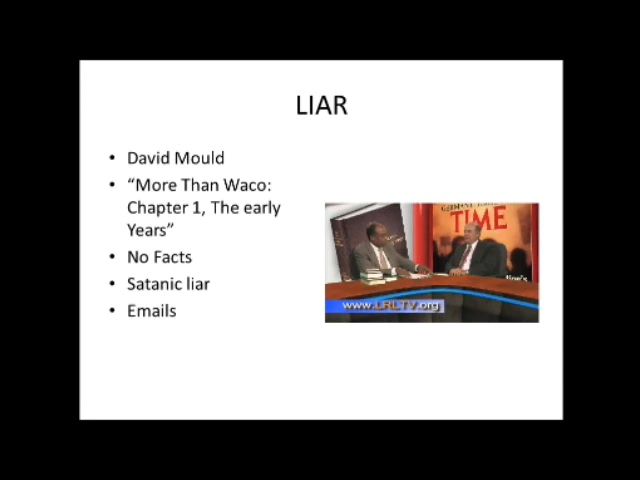 LIAR
• David Mould
• “More Than Waco:
Chapter 1, The early
Years”
• No Facts
• Satanic liar
• Emails
TIME
www.LRLTV.org